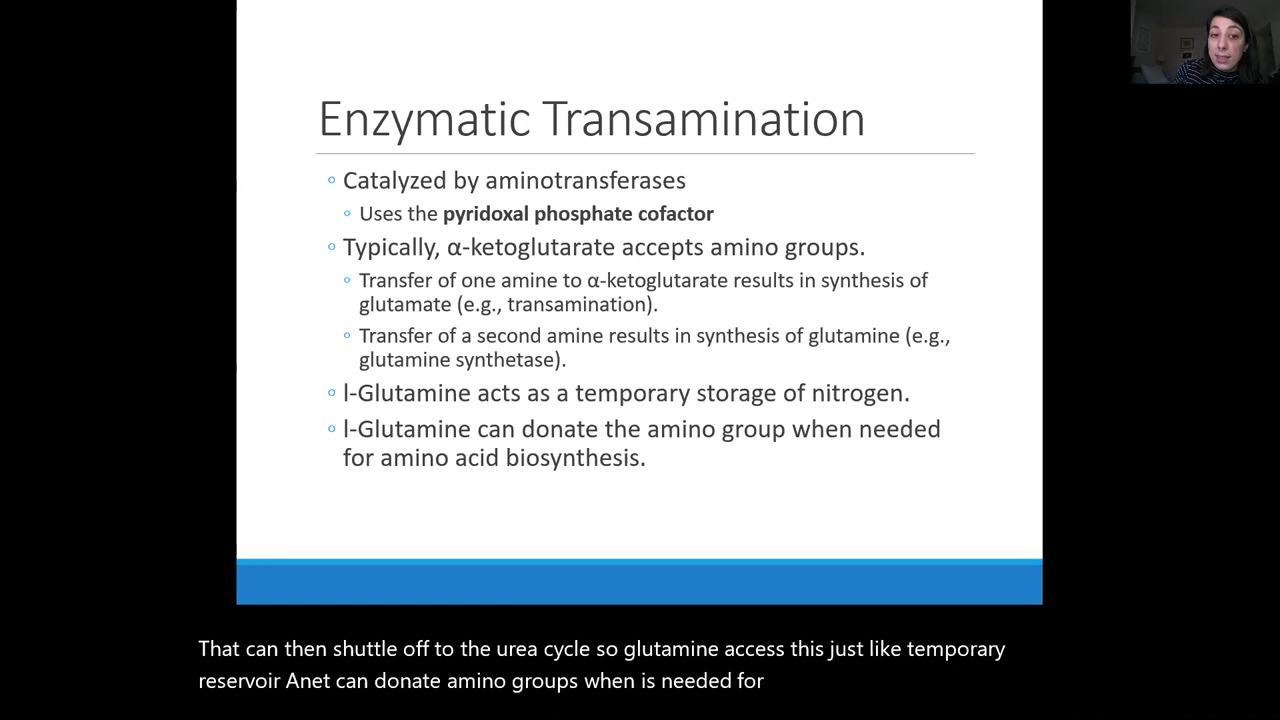 Enzymatic Transamination
◦ Catalyzed by aminotransferases
◦ Uses the pyridoxal phosphate cofactor
◦ Typically, α-ketoglutarate accepts amino groups.
◦ Transfer of one amine to α-ketoglutarate results in synthesis of
glutamate (e.g., transamination).
◦ Transfer of a second amine results in synthesis of glutamine (e.g.,
glutamine synthetase).
◦ l-Glutamine acts as a temporary storage of nitrogen.
◦ l-Glutamine can donate the amino group when needed
for amino acid biosynthesis.
That can then shuttle off to the urea cycle so glutamine access this just like temporary
reservoir Anet can donate amino groups when is needed for